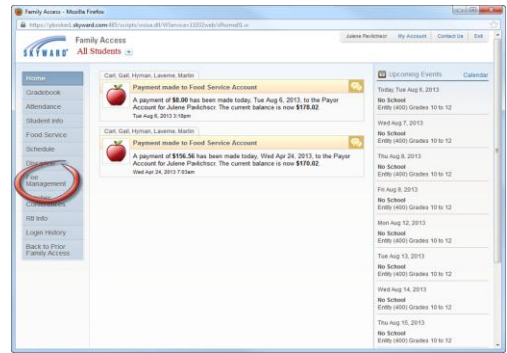 Family Access - Mozilla Firefox
Family Access
SKYWARD
All Students
My Account
Contact Us
Exit
Home
Gradebook
Attendance
Student Info
Food Service
Schedule
Fee Management
Conferences
Login History
Back to Prior
Family Access
Carl, Gail, Hyman, Laverne, Martin
Payment made to Food Service Account
A payment of $8.00 has been made today, Tue Aug 6, 2013, to the Payor
Account for Julene Pavlichscr. The current balance is now $178.02.
Tue Aug 6, 2013 3:18pm
Carl, Gail, Hyman, Laverne, Martin
Payment made to Food Service Account
A payment of $156.56 has been made today, Wed Apr 24, 2013, to the Payor
Account for Julene Pavlichscr. The current balance is now $170.02.
Wed Apr 24, 2013 7:03am
Upcoming Events
Calendar
Today, Tue Aug 6, 2013
No School
Entity (400) Grades 10 to 12
Wed Aug 7, 2013
No School
Entity (400) Grades 10 to 12
Thu Aug 8, 2013
No School
Entity (400) Grades 10 to 12
Fri Aug 9, 2013
No School
Entity (400) Grades 10 to 12
Mon Aug 12, 2013
No School
Entity (400) Grades 10 to 12
Tue Aug 13, 2013
No School
Entity (400) Grades 10 to 12
Wed Aug 14, 2013
No School
Entity (400) Grades 10 to 12
Thu Aug 15, 2013
No School
Entity (400) Grades 10 to 12